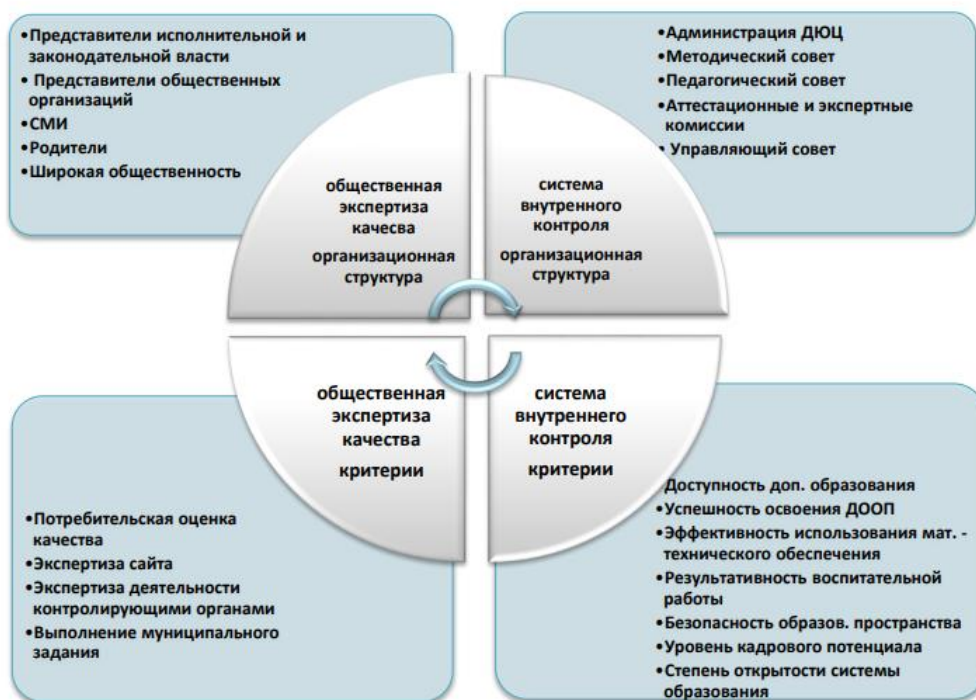 •Представители исполнительной и
законодательной власти
• Представители общественных
организаций
•СМИ
•Родители
•Широкая общественность
•Администрация ДЮЦ
•Методический совет
•Педагогический совет
•Аттестационные и экспертные
комиссии
• Управляющий совет
общественная
экспертиза
качесва
организационная
структура
система
внутренного
контроля
организационная
структура
общественная
экспертиза
качества
критерии
система
внутреннего
контроля
критерии
•Потребительская оценка
качества
•Экспертиза сайта
•Экспертиза деятельности
контролирующими органами
•Выполнение муниципального
задания
Доступность доп. образования
•Успешность освоения ДООП
•Эффективность использования мат. -
технического обеспечения
•Результативность воспитательной
работы
•Безопасность образов. пространства
•Уровень кадрового потенциала
•Степень открытости системы
образования